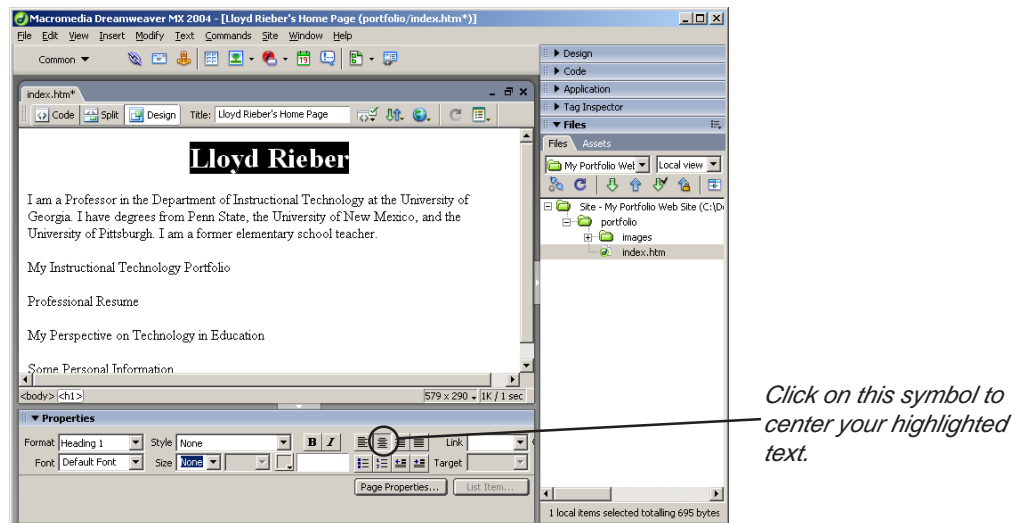 Macromedia Dreamweaver MX 2004 - [Lloyd Rieber's Home Page (portfolio/index.htm*)]
File Edit View Insert Modify Text Commands Site Window Help
Common
19
index.htm*
Code Split Design Title: Lloyd Rieber's Home Page
Lloyd Rieber
I am a Professor in the Department of Instructional Technology at the University of
Georgia. I have degrees from Penn State, the University of New Mexico, and the
University of Pittsburgh. I am a former elementary school teacher.
My Instructional Technology Portfolio
Professional Resume
My Perspective on Technology in Education
Some Personal Information
<body> <h1> 579 x 290 1K / 1 sec
Properties
Format Heading 1 Style None B I Link
Font Default Font Size None Target
Page Properties... List Item...
Design
Code
Application
Tag Inspector
Files
Files Assets
My Portfolio Wet Local view
Site - My Portfolio Web Site (C:\D
portfolio
images
index.htm
1 local items selected totalling 695 bytes
Click on this symbol to
center your highlighted
text.